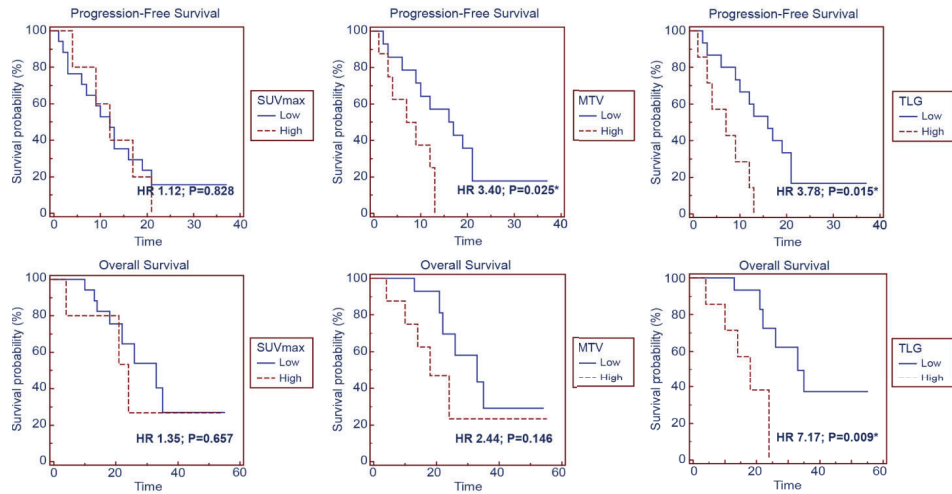 Progression-Free Survival
Survival probability (%)
100
80
60
40
20
0
0 10 20 30 40
Time
SUVmax
Low
High
HR 1.12; P=0.828
Progression-Free Survival
Survival probability (%)
100
80
60
40
20
0
0 10 20 30 40
Time
MTV
Low
High
HR 3.40; P=0.025*
Progression-Free Survival
Survival probability (%)
100
80
60
40
20
0
0 10 20 30 40
Time
TLG
Low
High
HR 3.78; P=0.015*
Overall Survival
Survival probability (%)
100
80
60
40
20
0
0 20 40 60
Time
SUVmax
Low
High
HR 1.35; P=0.657
Overall Survival
Survival probability (%)
100
80
60
40
20
0
0 20 40 60
Time
MTV
Low
High
HR 2.44; P=0.146
Overall Survival
Survival probability (%)
100
80
60
40
20
0
0 10 20 30 40 50 60
Time
TLG
Low
High
HR 7.17; P=0.009*